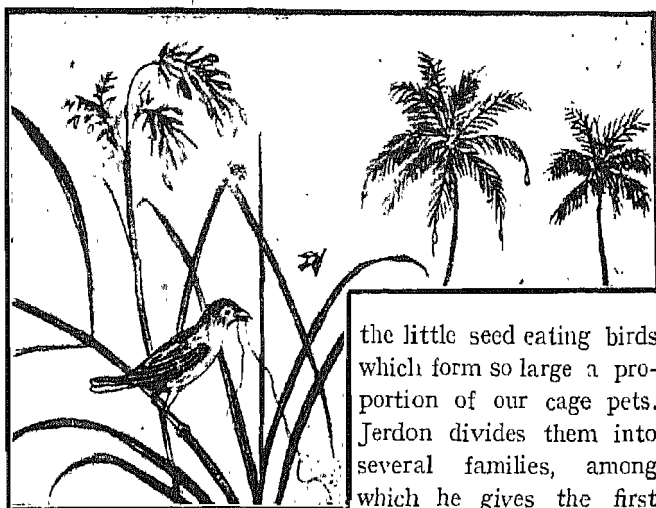 the little seed eating birds
which form so large a pro-
portion of our cage pets.
Jerdon divides them into
several families, among
which he gives the first